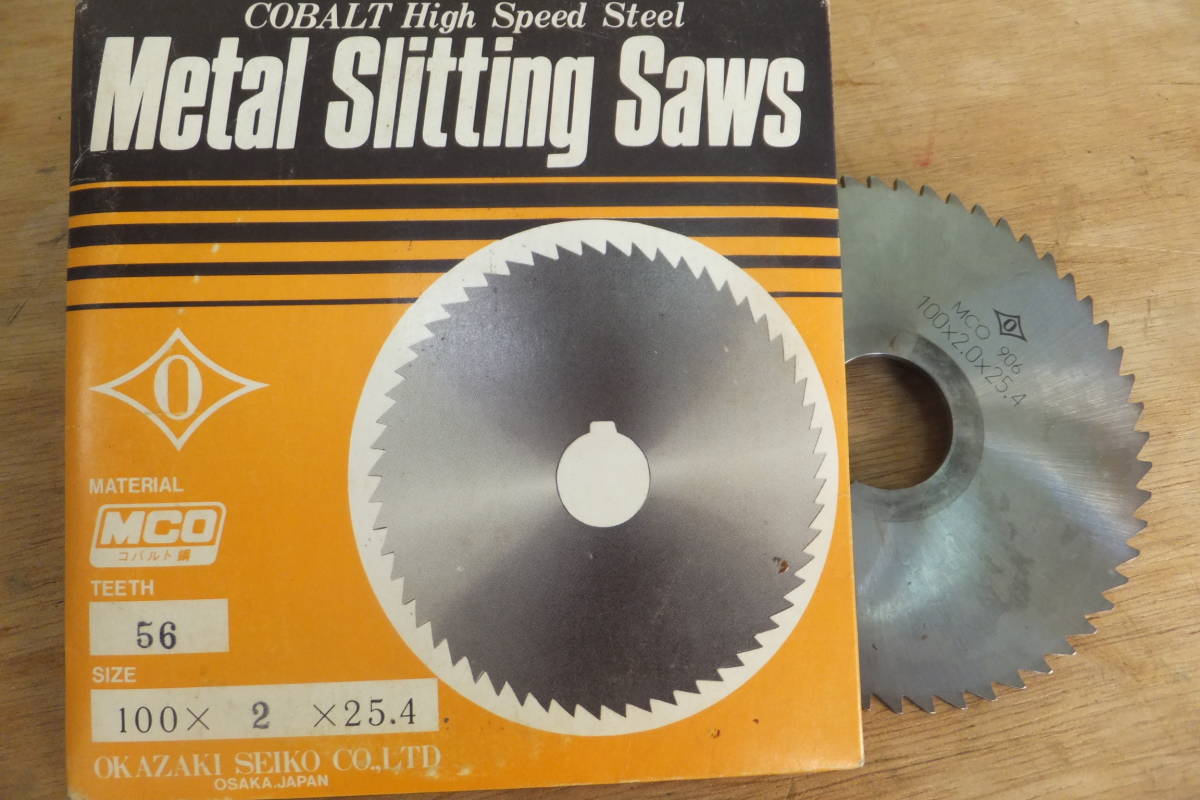 COBALT High Speed Steel
Metal Slitting Saws
O
MATERIAL
MCO
コバルト鋼
TEETH
56
SIZE
100× 2 ×25.4
OKAZAKI SEIKO CO.,LTD
OSAKA.JAPAN
O
MCO 906
100×2.0×25.4